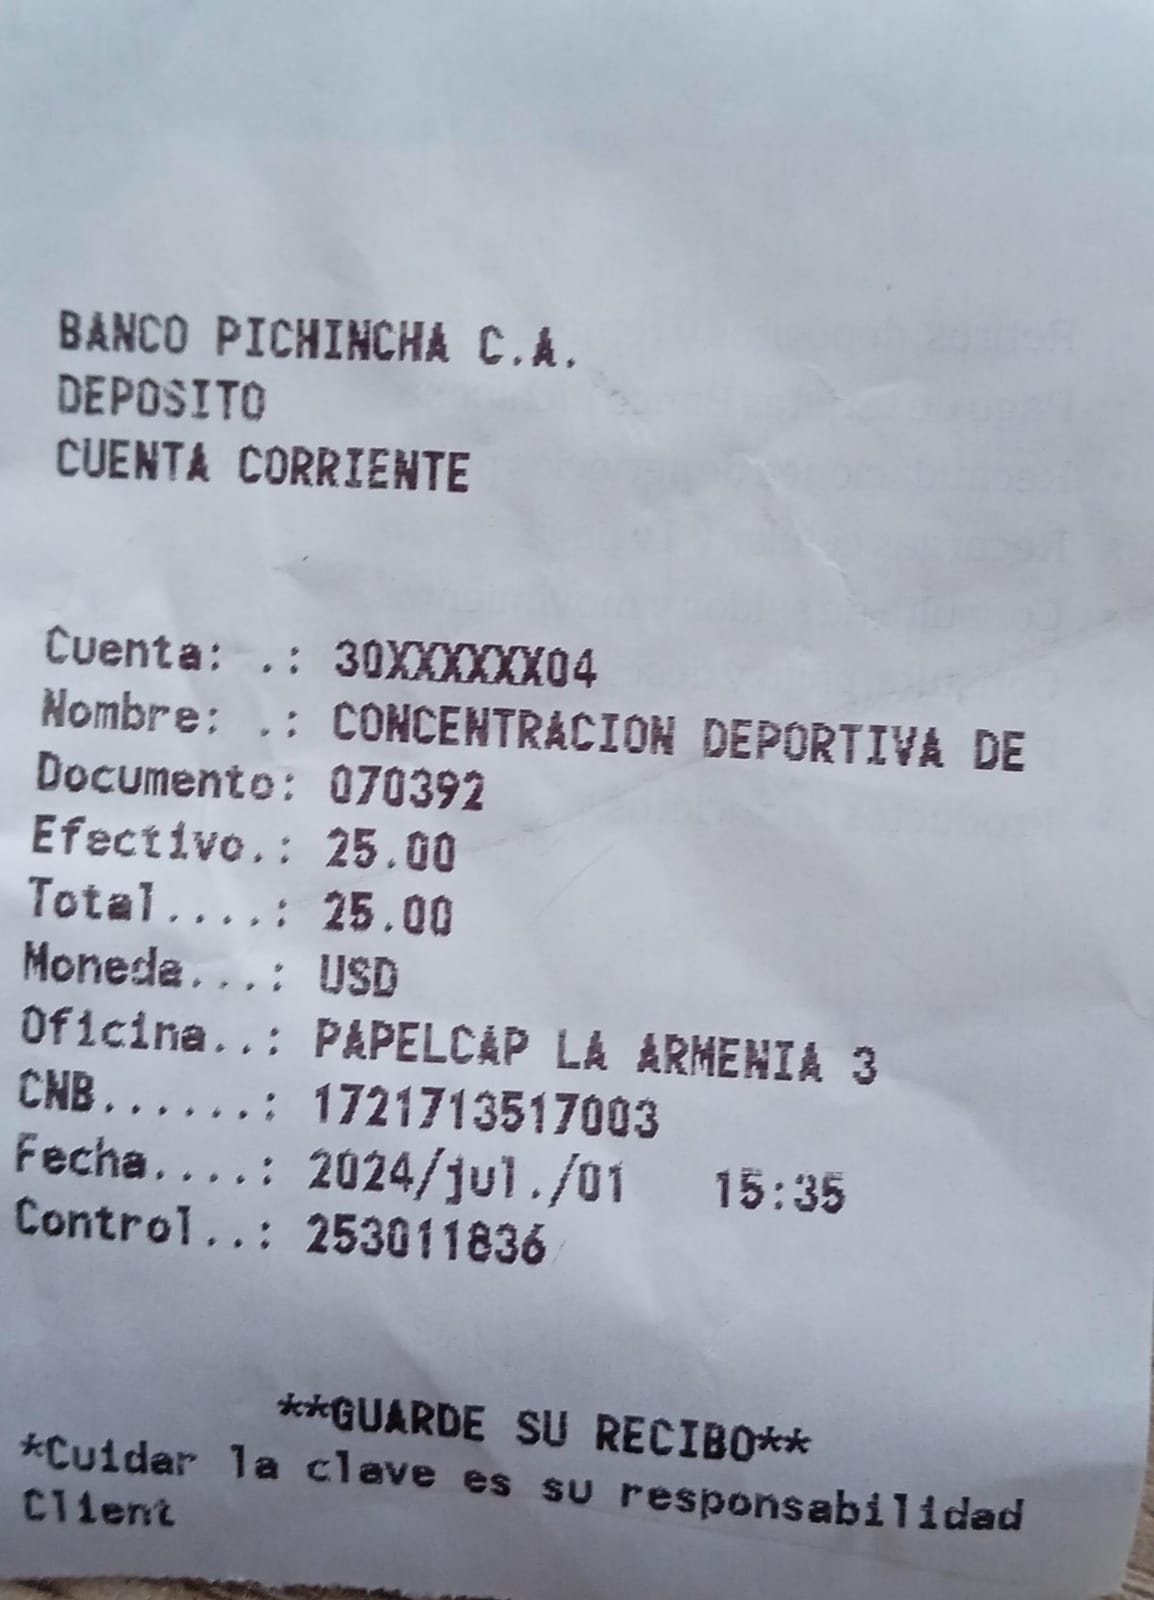 BANCO PICHINCHA C.A.
DEPOSITO
CUENTA CORRIENTE
Cuenta: .: 30XXXXXX04
Nombre: .: CONCENTRACION DEPORTIVA DE
Documento: 070392
Efectivo.: 25.00
Total....: 25.00
Moneda...: USD
Oficina..: PAPELCAP LA ARMENIA 3
CNB......: 1721713517003
Fecha....: 2024/jul./01 15:35
Control..: 253011836
**GUARDE SU RECIBO**
*Cuidar la clave es su responsabilidad
Client